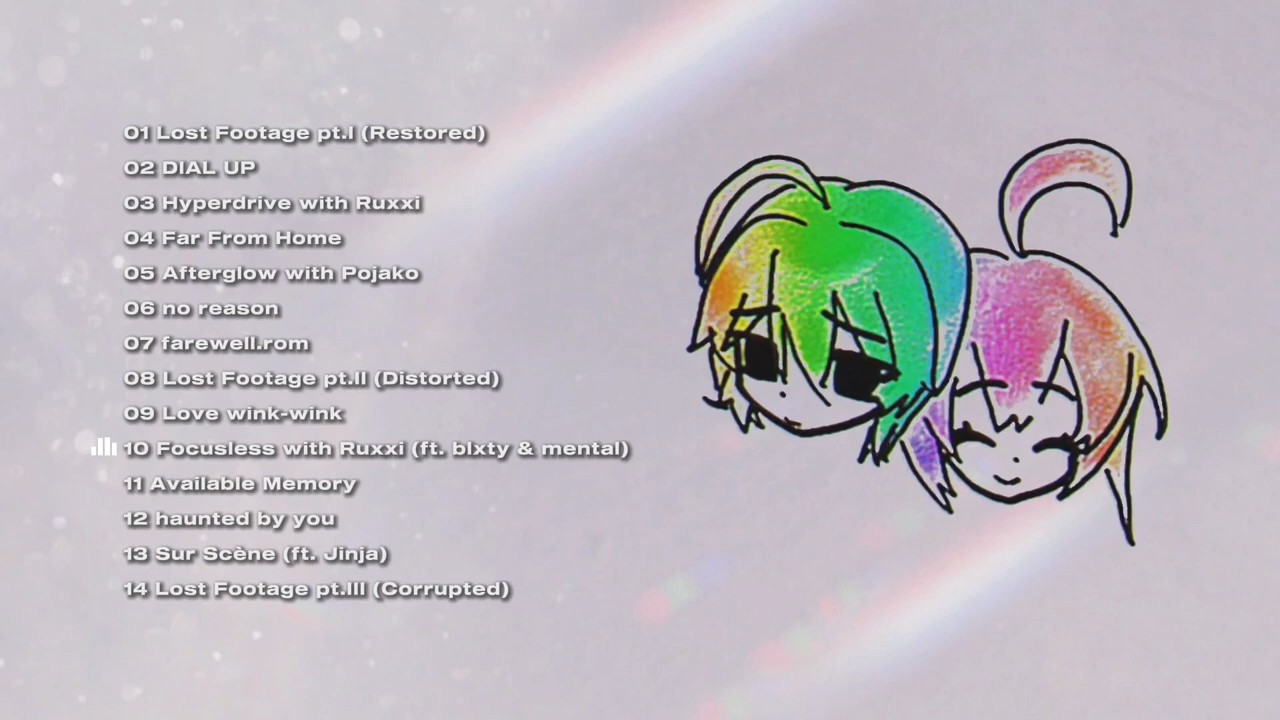 01 Lost Footage pt.I (Restored)
02 DIAL UP
03 Hyperdrive with Ruxxi
04 Far From Home
05 Afterglow with Pojako
06 no reason
07 farewell.rom
08 Lost Footage pt.II (Distorted)
09 Love wink-wink
10 Focusless with Ruxxi (ft. blxty & mental)
11 Available Memory
12 haunted by you
13 Sur Scène (ft. Jinja)
14 Lost Footage pt.III (Corrupted)